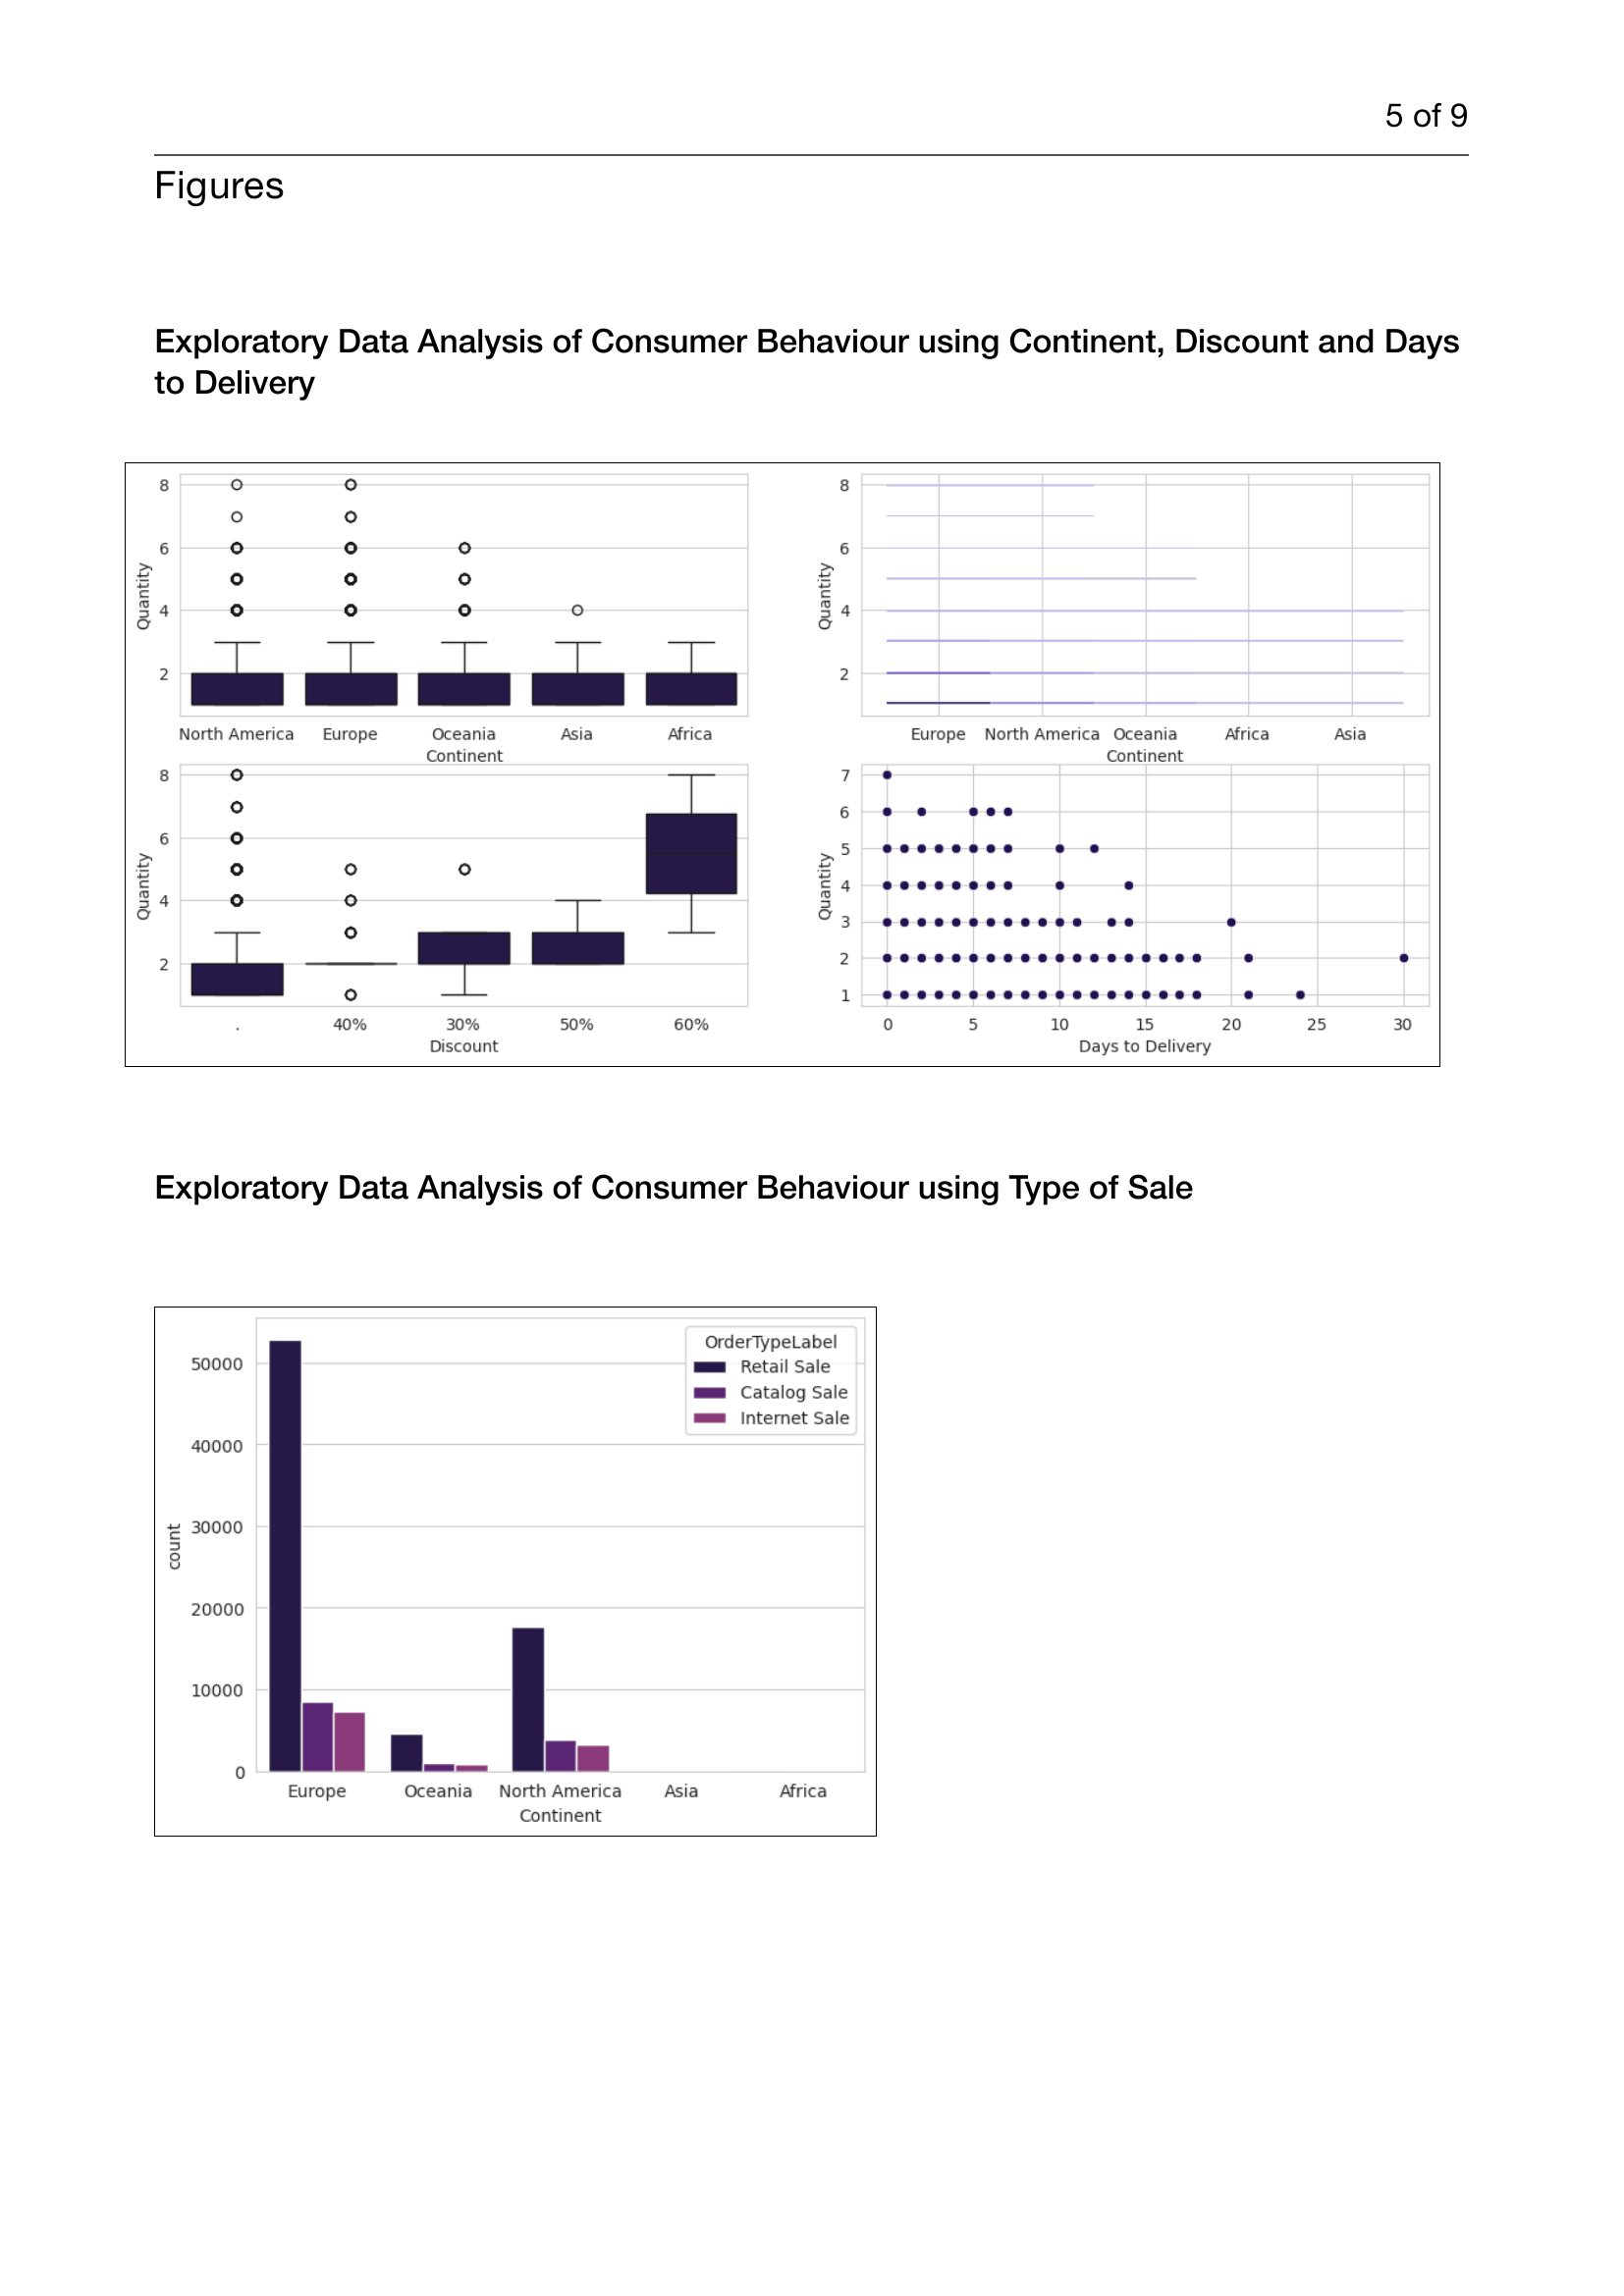 5 of 9
Figures
Exploratory Data Analysis of Consumer Behaviour using Continent, Discount and Days
to Delivery
8
6
4
2
Quantity
North America Europe Oceania Asia Africa
Continent
8
6
4
2
Quantity
Europe North America Oceania Africa Asia
Continent
8
6
4
2
Quantity
. 40% 30% 50% 60%
Discount
7
6
5
4
3
2
1
Quantity
0 5 10 15 20 25 30
Days to Delivery
Exploratory Data Analysis of Consumer Behaviour using Type of Sale
OrderTypeLabel
Retail Sale
Catalog Sale
Internet Sale
50000
40000
30000
20000
10000
0
count
Europe Oceania North America Asia Africa
Continent